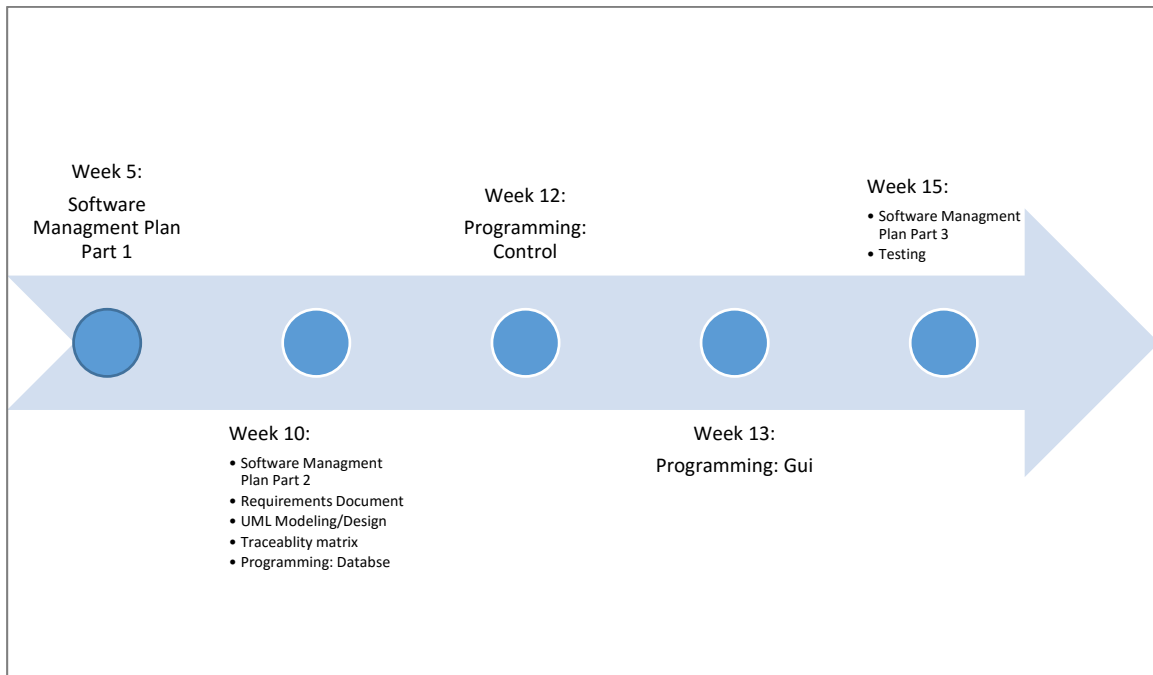 Week 5:
Software
Managment Plan
Part 1
Week 10:
• Software Managment
Plan Part 2
• Requirements Document
• UML Modeling/Design
• Traceablity matrix
• Programming: Databse
Week 12:
Programming:
Control
Week 13:
Programming: Gui
Week 15:
• Software Managment
Plan Part 3
• Testing